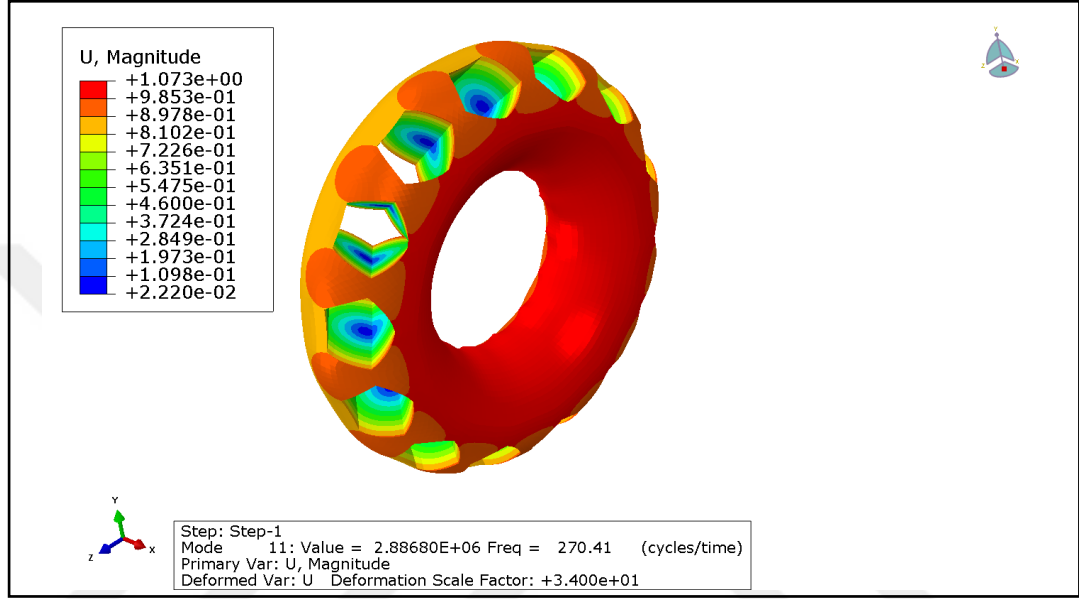 U, Magnitude
+1.073e+00
+9.853e-01
+8.978e-01
+8.102e-01
+7.226e-01
+6.351e-01
+5.475e-01
+4.600e-01
+3.724e-01
+2.849e-01
+1.973e-01
+1.098e-01
+2.220e-02
Y
Z X
Y
Z X
Step: Step-1
Mode 11: Value = 2.88680E+06 Freq = 270.41 (cycles/time)
Primary Var: U, Magnitude
Deformed Var: U Deformation Scale Factor: +3.400e+01